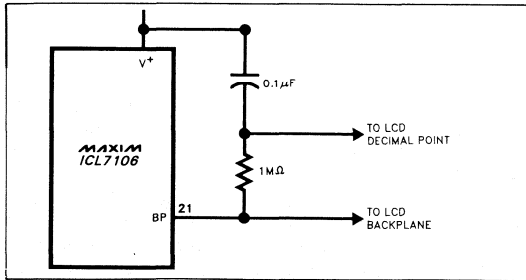 V+
0.1µF
TO LCD
DECIMAL POINT
MAXIM
ICL7106
1MΩ
21
BP
TO LCD
BACKPLANE